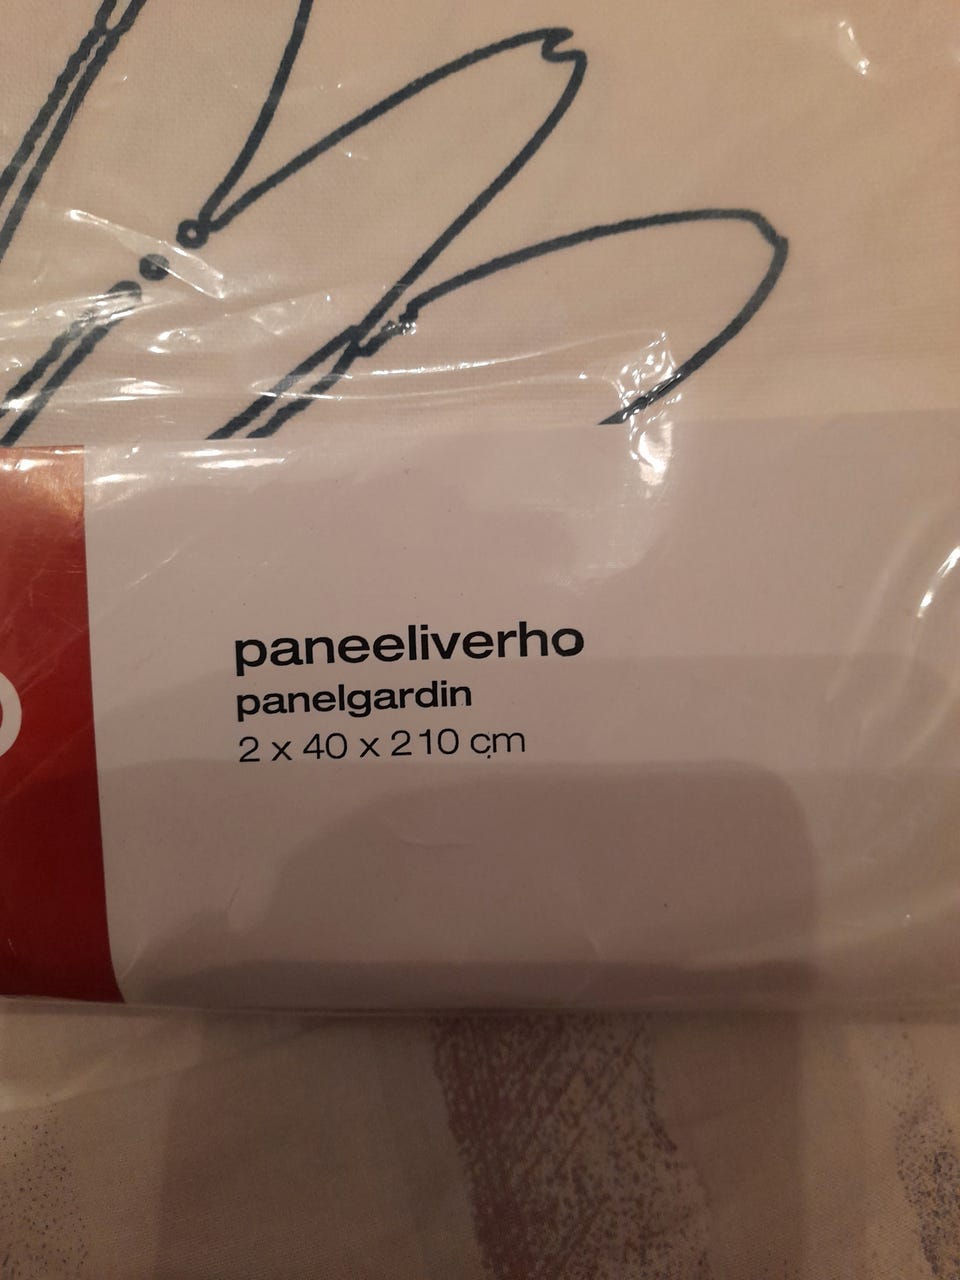 paneeliverho
panelgardin
2 x 40 x 210 cm